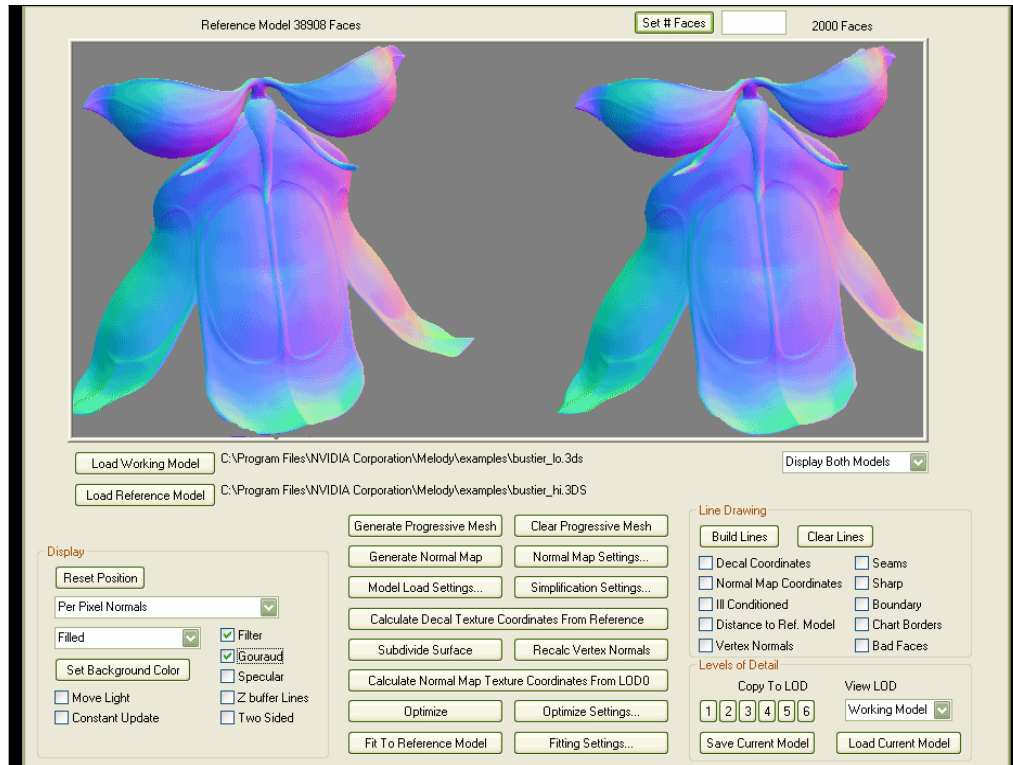 Reference Model 38908 Faces
Set # Faces
2000 Faces
Load Working Model
C:\Program Files\NVIDIA Corporation\Melody\examples\bustier_lo.3ds
Display Both Models
Load Reference Model
C:\Program Files\NVIDIA Corporation\Melody\examples\bustier_hi.3DS
Display
Reset Position
Per Pixel Normals
Filled
Filter
Gouraud
Set Background Color
Specular
Move Light
Z buffer Lines
Constant Update
Two Sided
Generate Progressive Mesh
Clear Progressive Mesh
Generate Normal Map
Normal Map Settings...
Model Load Settings...
Simplification Settings...
Calculate Decal Texture Coordinates From Reference
Subdivide Surface
Recalc Vertex Normals
Calculate Normal Map Texture Coordinates From LOD0
Optimize
Optimize Settings...
Fit To Reference Model
Fitting Settings...
Line Drawing
Build Lines
Clear Lines
Decal Coordinates
Seams
Normal Map Coordinates
Sharp
Ill Conditioned
Boundary
Distance to Ref. Model
Chart Borders
Vertex Normals
Bad Faces
Levels of Detail
Copy To LOD
View LOD
1 2 3 4 5 6
Working Model
Save Current Model
Load Current Model